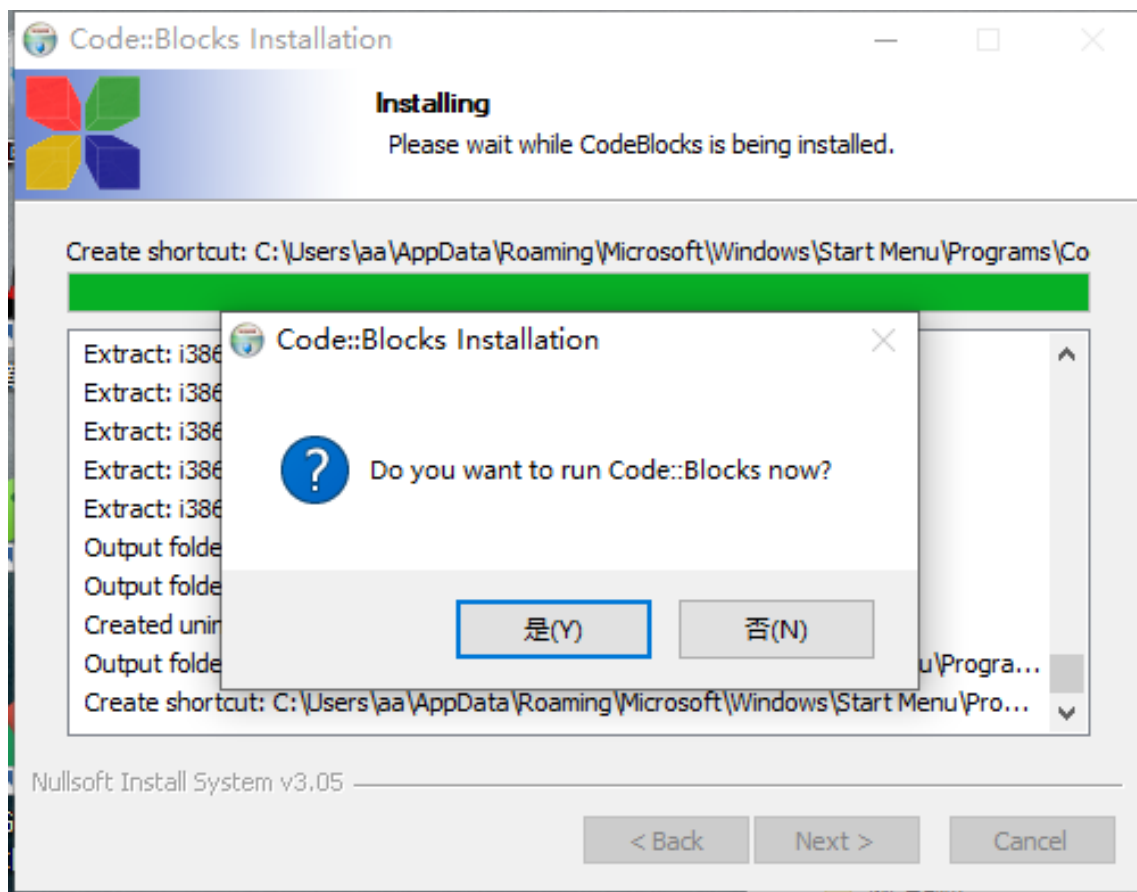 Code::Blocks Installation
Installing
Please wait while CodeBlocks is being installed.
Create shortcut: C:\Users\aa\AppData\Roaming\Microsoft\Windows\Start Menu\Programs\Co
Code::Blocks Installation
Do you want to run Code::Blocks now?
是(Y) 否(N)
Extract: i386
Extract: i386
Extract: i386
Extract: i386
Extract: i386
Output folde
Output folde
Created unin
Output folde u\Progra...
Create shortcut: C:\Users\aa\AppData\Roaming\Microsoft\Windows\Start Menu\Pro...
Nullsoft Install System v3.05
< Back Next > Cancel